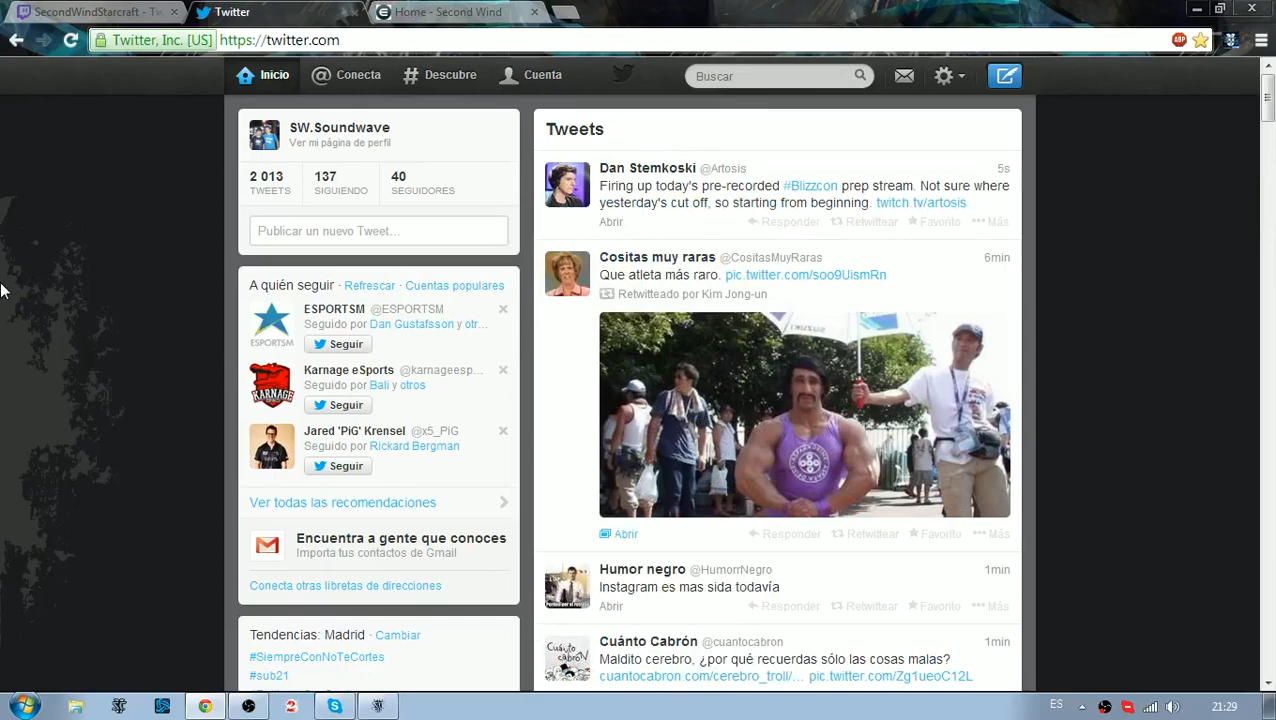 SecondWindStarcraft - Tw
Twitter
Home - Second Wind
Twitter, Inc. [US]
https://twitter.com
ABP
Inicio
Conecta
Descubre
Cuenta
Buscar
SW.Soundwave
Ver mi página de perfil
2 013
TWEETS
137
SIGUIENDO
40
SEGUIDORES
Publicar un nuevo Tweet...
A quién seguir · Refrescar · Cuentas populares
ESPORTSM @ESPORTSM
Seguido por Dan Gustafsson y otr...
Seguir
ESPORTSM
Karnage eSports @karnageesp...
Seguido por Bali y otros
Seguir
KARNAGE
Jared 'PiG' Krensel @x5_PiG
Seguido por Rickard Bergman
Seguir
Ver todas las recomendaciones
Encuentra a gente que conoces
Importa tus contactos de Gmail
Conecta otras libretas de direcciones
Tendencias: Madrid · Cambiar
#SiempreConNoTeCortes
#sub21
Tweets
Dan Stemkoski @Artosis 5s
Firing up today's pre-recorded #Blizzcon prep stream. Not sure where
yesterday's cut off, so starting from beginning. twitch.tv/artosis
Abrir Responder Retwittear Favorito Más
Cositas muy raras @CositasMuyRaras 6min
Que atleta más raro. pic.twitter.com/soo9UismRn
Retwitteado por Kim Jong-un
SUZUKI
Abrir Responder Retwittear Favorito Más
Humor negro @HumorrNegro 1min
Instagram es mas sida todavía
Abrir Responder Retwittear Favorito Más
Cuánto Cabrón @cuantocabron 1min
Maldito cerebro, ¿por qué recuerdas sólo las cosas malas?
cuantocabron.com/cerebro_troll/... pic.twitter.com/Zg1ueoC12L
Cuánto
cabróN
ES
21:29